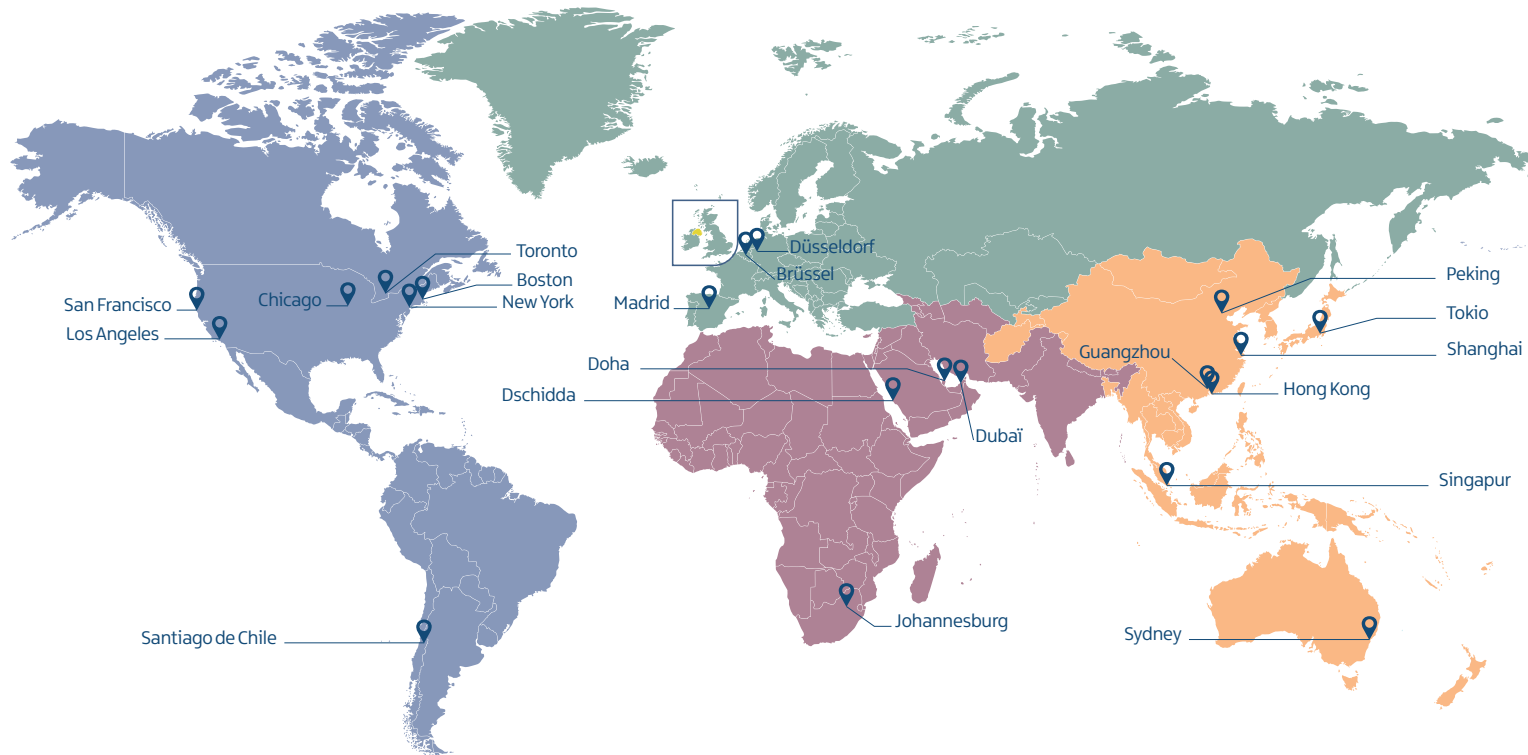 Toronto
Boston
New York
Chicago
San Francisco
Los Angeles
Santiago de Chile
Düsseldorf
Brüssel
Madrid
Doha
Dschidda
Dubaï
Johannesburg
Peking
Tokio
Shanghai
Guangzhou
Hong Kong
Singapur
Sydney